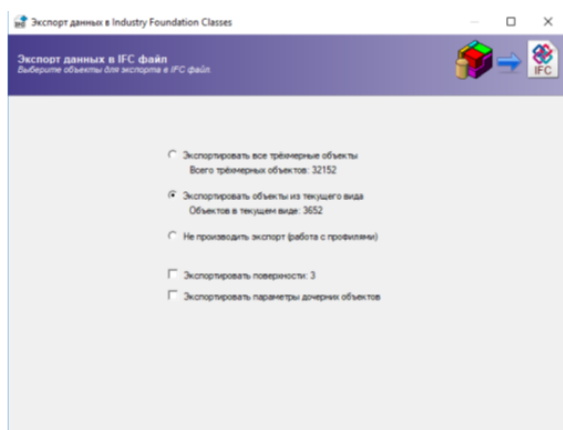 Экспорт данных в Industry Foundation Classes
Экспорт данных в IFC файл
Выберите объекты для экспорта в IFC файл
IFC
Экспортировать все трёхмерные объекты
Всего трёхмерных объектов: 32152
Экспортировать объекты из текущего вида
Объектов в текущем виде: 3652
Не производить экспорт (работа с профилями)
Экспортировать поверхности: 3
Экспортировать параметры дочерних объектов